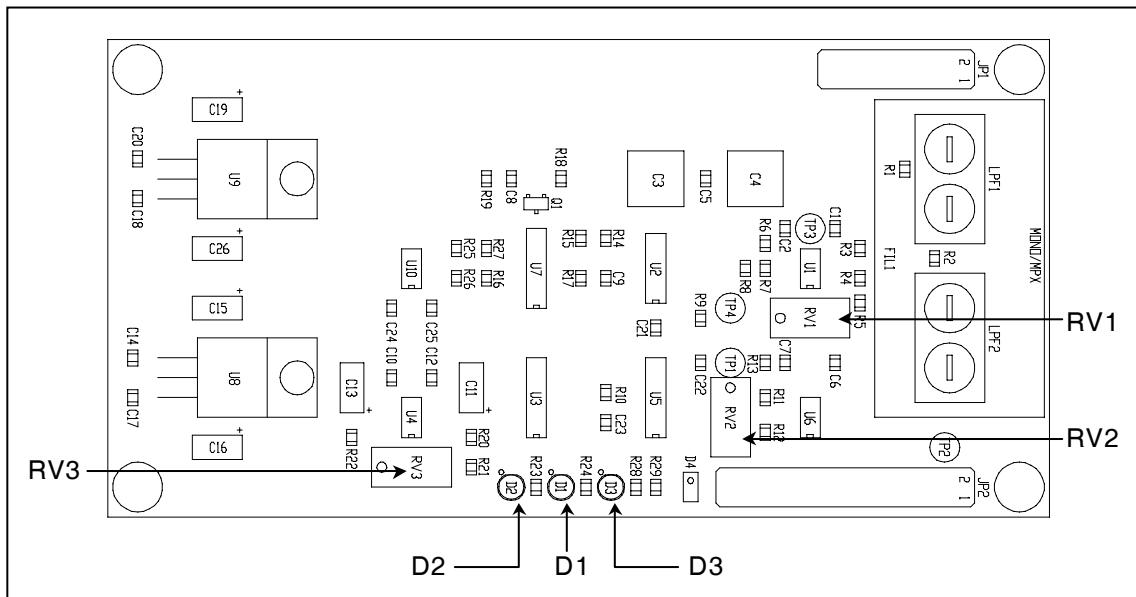 JP1
2 1
C19
C20
U9
C18
C26
C15
C14
U8
C17
C16
R18
R19
C8
Q1
C3
C5
C4
R1
LPF1
MONO/MPX
FIL1
R2
LPF2
R25
R27
R26
R16
U10
U7
R15
R14
R17
C9
U2
C21
R6
C2
TP3
C1
R3
R4
R5
U1
R7
R8
R9
TP4
RV1
RV1
C24
C25
C10
C12
C13
C11
U4
U3
R10
C23
U5
C22
TP1
R13
C7
C6
R11
R12
RV2
U6
RV2
TP2
R22
RV3
RV3
R20
R21
D2
R23
D1
R24
D3
R28
R29
D4
JP2
2 1
D2
D1
D3